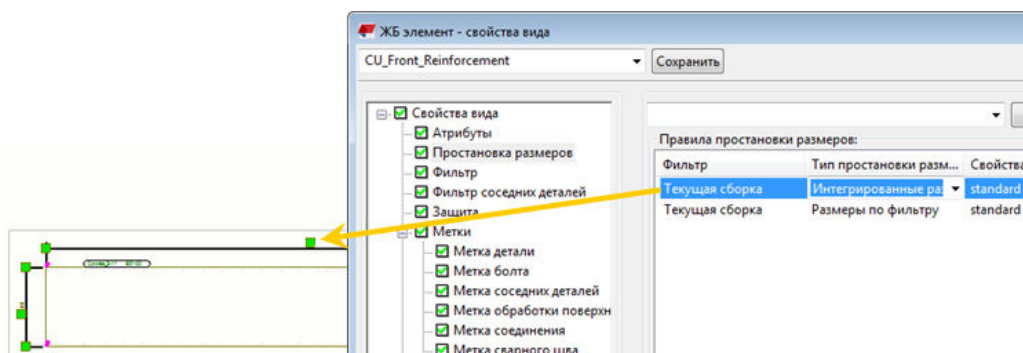 ЖБ элемент - свойства вида
CU_Front_Reinforcement
Сохранить
Свойства вида
Атрибуты
Простановка размеров
Фильтр
Фильтр соседних деталей
Защита
Метки
Метка детали
Метка болта
Метка соседних деталей
Метка обработки поверхн
Метка соединения
Метка сварного шва
Правила простановки размеров:
Фильтр Тип простановки разм... Свойства
Текущая сборка Интегрированные раз standard
Текущая сборка Размеры по фильтру standard